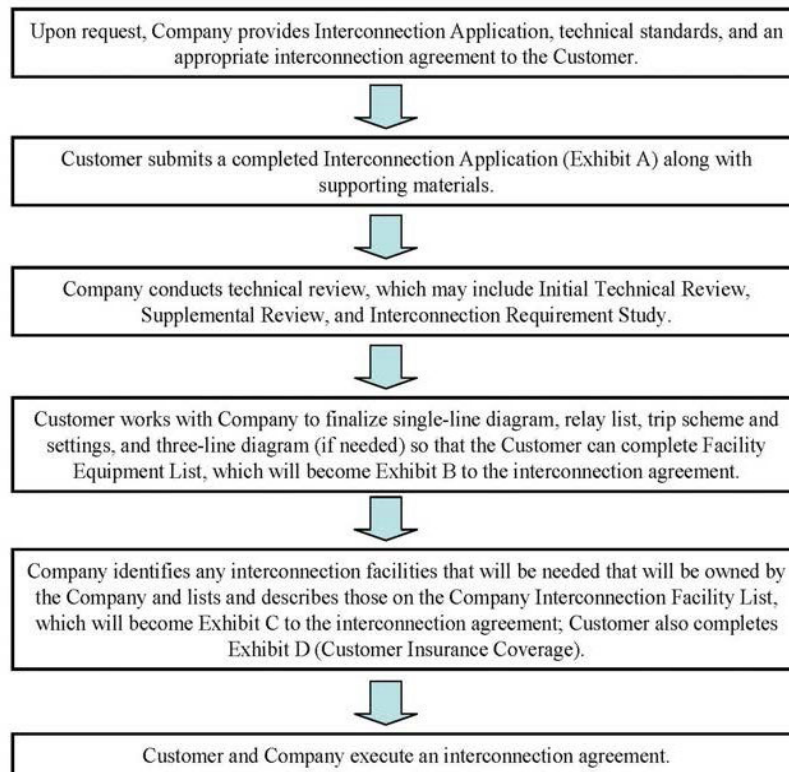 Upon request, Company provides Interconnection Application, technical standards, and an
appropriate interconnection agreement to the Customer.
Customer submits a completed Interconnection Application (Exhibit A) along with
supporting materials.
Company conducts technical review, which may include Initial Technical Review,
Supplemental Review, and Interconnection Requirement Study.
Customer works with Company to finalize single-line diagram, relay list, trip scheme and
settings, and three-line diagram (if needed) so that the Customer can complete Facility
Equipment List, which will become Exhibit B to the interconnection agreement.
Company identifies any interconnection facilities that will be needed that will be owned by
the Company and lists and describes those on the Company Interconnection Facility List,
which will become Exhibit C to the interconnection agreement; Customer also completes
Exhibit D (Customer Insurance Coverage).
Customer and Company execute an interconnection agreement.